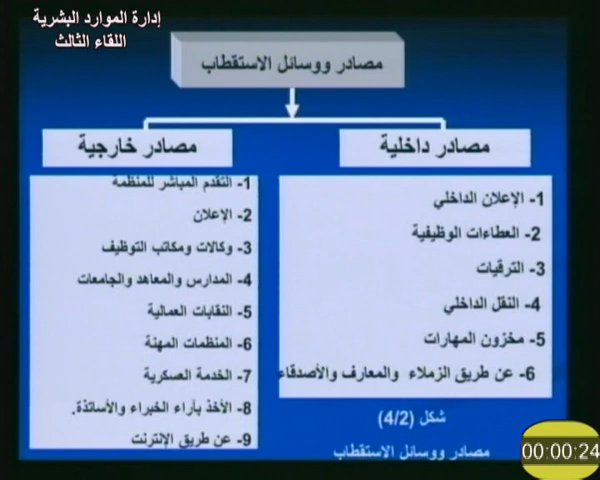 إدارة الموارد البشرية
اللقاء الثالث
مصادر ووسائل الاستقطاب
مصادر داخلية
1- الإعلان الداخلي
2- العطاءات الوظيفية
3- الترقيات
4- النقل الداخلي
5- مخزون المهارات
6- عن طريق الزملاء والمعارف والأصدقاء
مصادر خارجية
1- التقدم المباشر للمنظمة
2- الإعلان
3- وكالات ومكاتب التوظيف
4- المدارس والمعاهد والجامعات
5- النقابات العمالية
6- المنظمات المهنة
7- الخدمة العسكرية
8- الأخذ بآراء الخبراء والأساتذة.
9- عن طريق الإنترنت
شكل (4/2)
مصادر ووسائل الاستقطاب
00:00:24